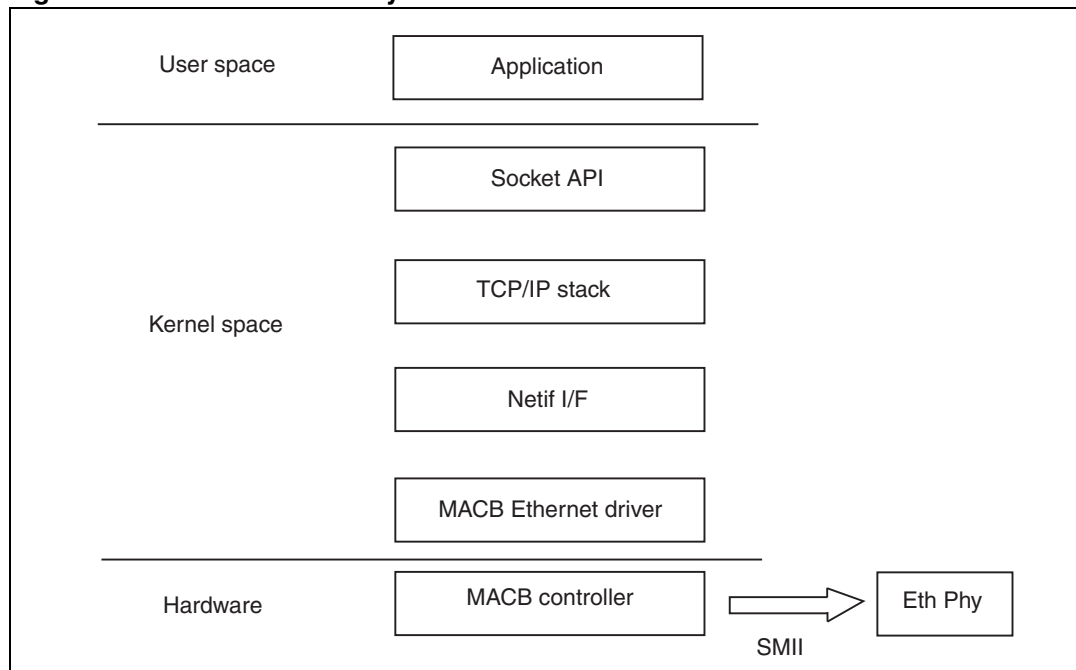 User space
Application
Socket API
TCP/IP stack
Kernel space
Netif I/F
MACB Ethernet driver
Hardware
MACB controller
Eth Phy
SMII